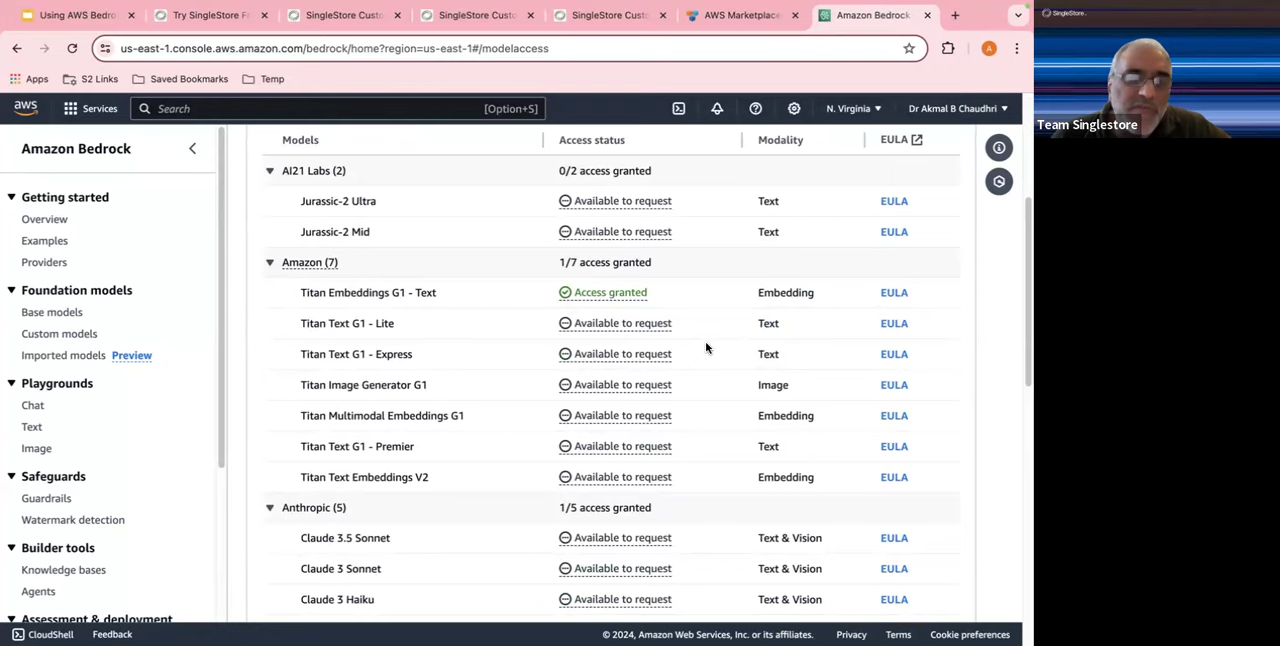 Using AWS Bedr
Try SingleStore F
SingleStore Custo
SingleStore Custo
SingleStore Custo
AWS Marketplace
Amazon Bedrock
us-east-1.console.aws.amazon.com/bedrock/home?region=us-east-1#/modelaccess
A
Apps
S2 Links
Saved Bookmarks
Temp
aws
Services
Search
[Option+S]
N. Virginia
Dr Akmal B Chaudhri
Amazon Bedrock
Getting started
Overview
Examples
Providers
Foundation models
Base models
Custom models
Imported models Preview
Playgrounds
Chat
Text
Image
Safeguards
Guardrails
Watermark detection
Builder tools
Knowledge bases
Agents
Assessment & deployment
Models Access status Modality EULA
AI21 Labs (2) 0/2 access granted
Jurassic-2 Ultra Available to request Text EULA
Jurassic-2 Mid Available to request Text EULA
Amazon (7) 1/7 access granted
Titan Embeddings G1 - Text Access granted Embedding EULA
Titan Text G1 - Lite Available to request Text EULA
Titan Text G1 - Express Available to request Text EULA
Titan Image Generator G1 Available to request Image EULA
Titan Multimodal Embeddings G1 Available to request Embedding EULA
Titan Text G1 - Premier Available to request Text EULA
Titan Text Embeddings V2 Available to request Embedding EULA
Anthropic (5) 1/5 access granted
Claude 3.5 Sonnet Available to request Text & Vision EULA
Claude 3 Sonnet Available to request Text & Vision EULA
Claude 3 Haiku Available to request Text & Vision EULA
CloudShell
Feedback
© 2024, Amazon Web Services, Inc. or its affiliates.
Privacy
Terms
Cookie preferences
SingleStore
Team Singlestore